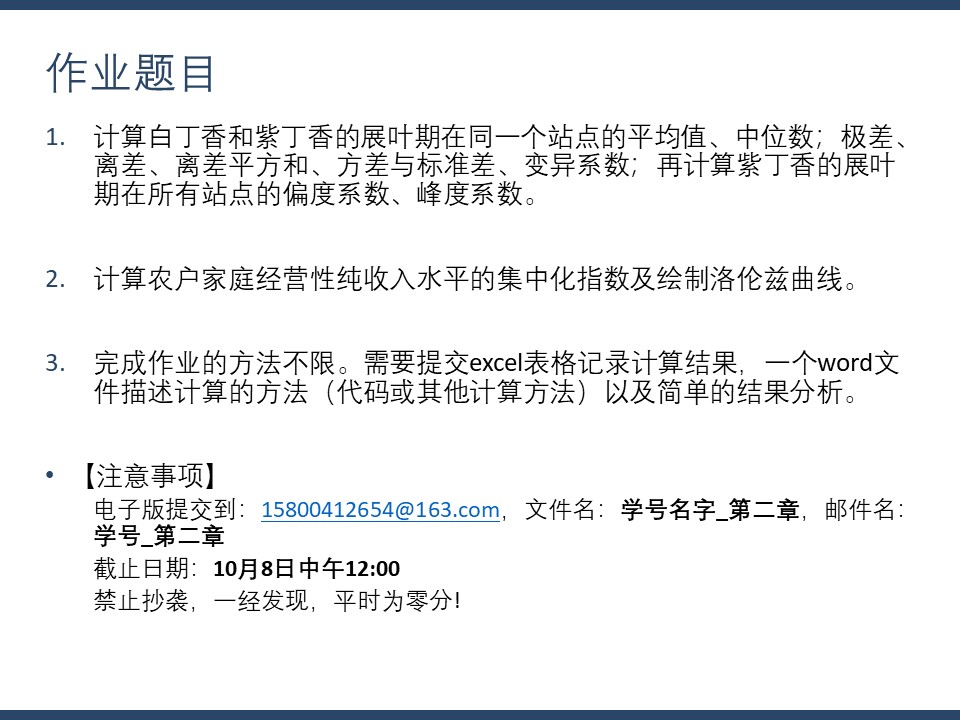 作业题目
1. 计算白丁香和紫丁香的展叶期在同一个站点的平均值、中位数；极差、
离差、离差平方和、方差与标准差、变异系数；再计算紫丁香的展叶
期在所有站点的偏度系数、峰度系数。
2. 计算农户家庭经营性纯收入水平的集中化指数及绘制洛伦兹曲线。
3. 完成作业的方法不限。需要提交excel表格记录计算结果，一个word文
件描述计算的方法（代码或其他计算方法）以及简单的结果分析。
• 【注意事项】
电子版提交到：15800412654@163.com，文件名：学号名字_第二章，邮件名：
学号_第二章
截止日期：10月8日中午12:00
禁止抄袭，一经发现，平时为零分!